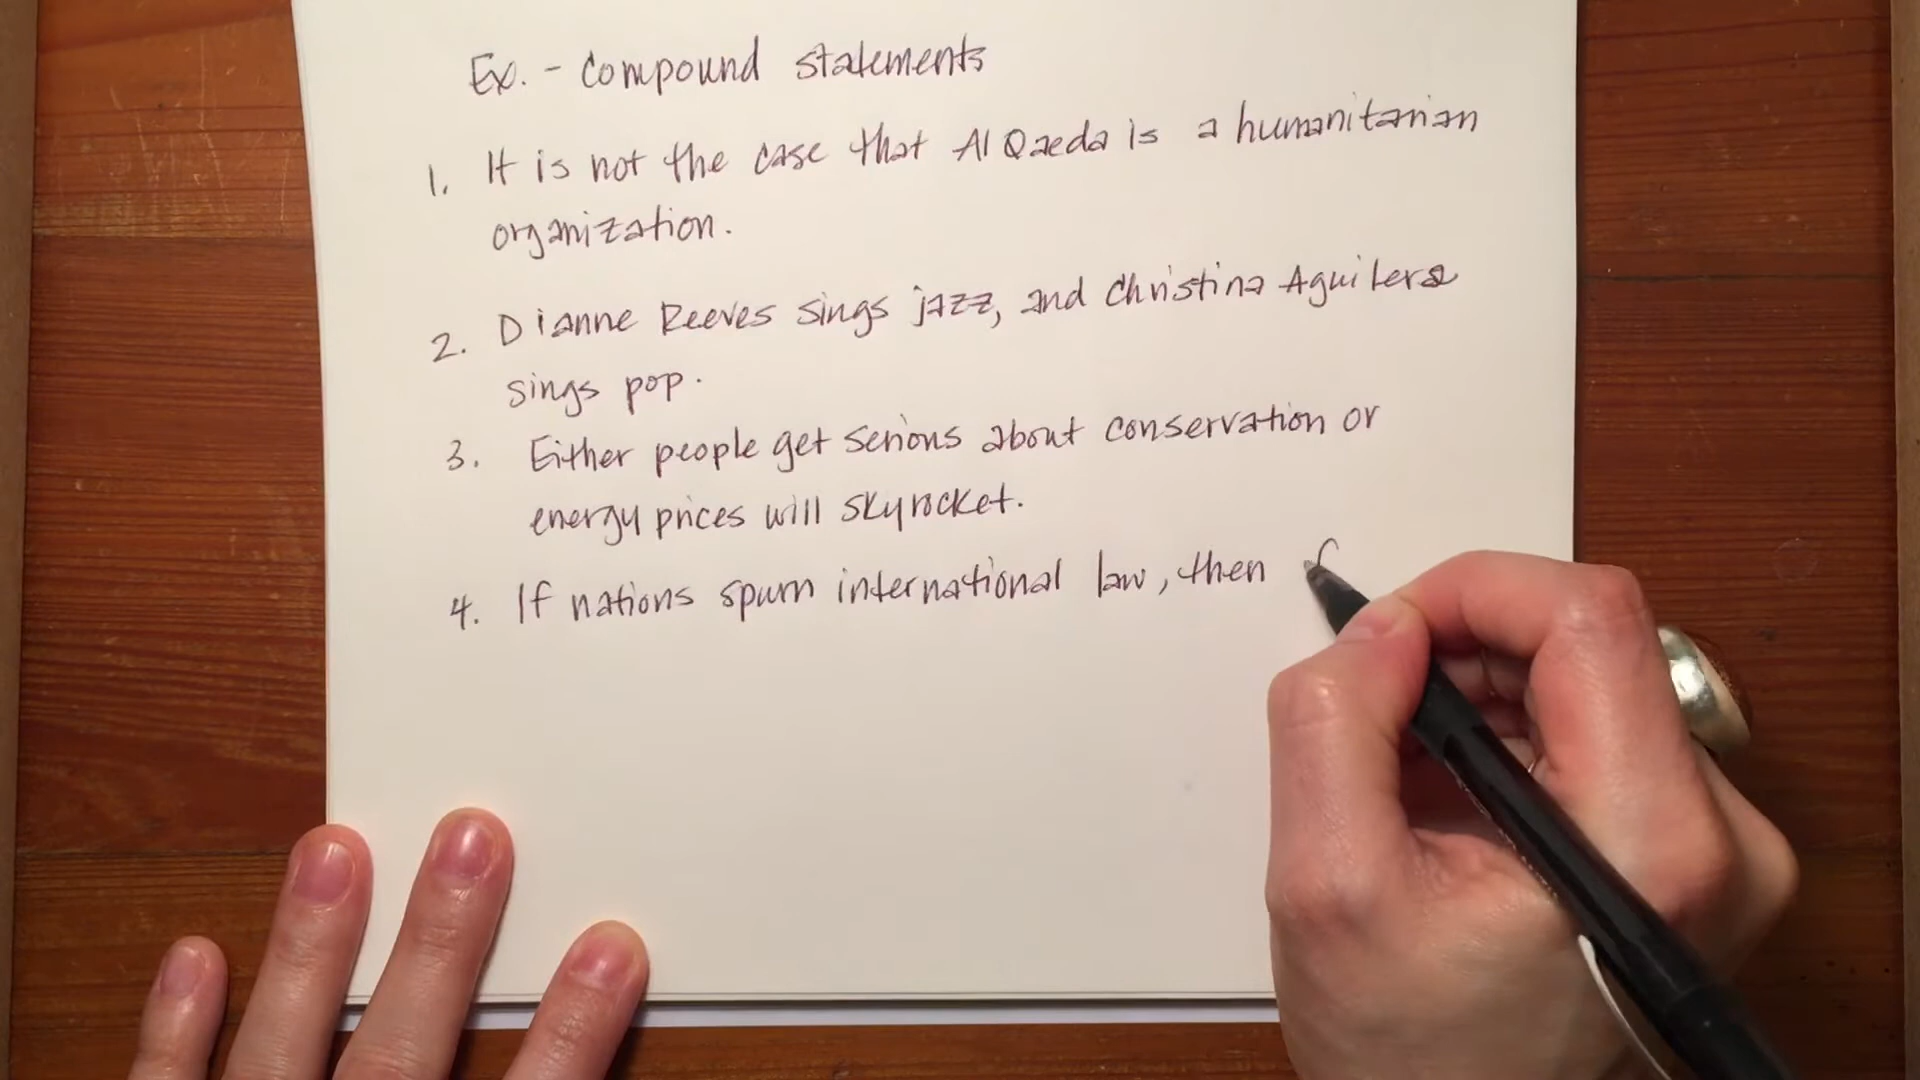 Ex. - Compound statements
1. It is not the case that Al Qaeda is a humanitarian
organization.
2. Dianne Reeves sings jazz, and Christina Aguilera
sings pop.
3. Either people get serious about conservation or
energy prices will skyrocket.
4. If nations spurn international law, then f